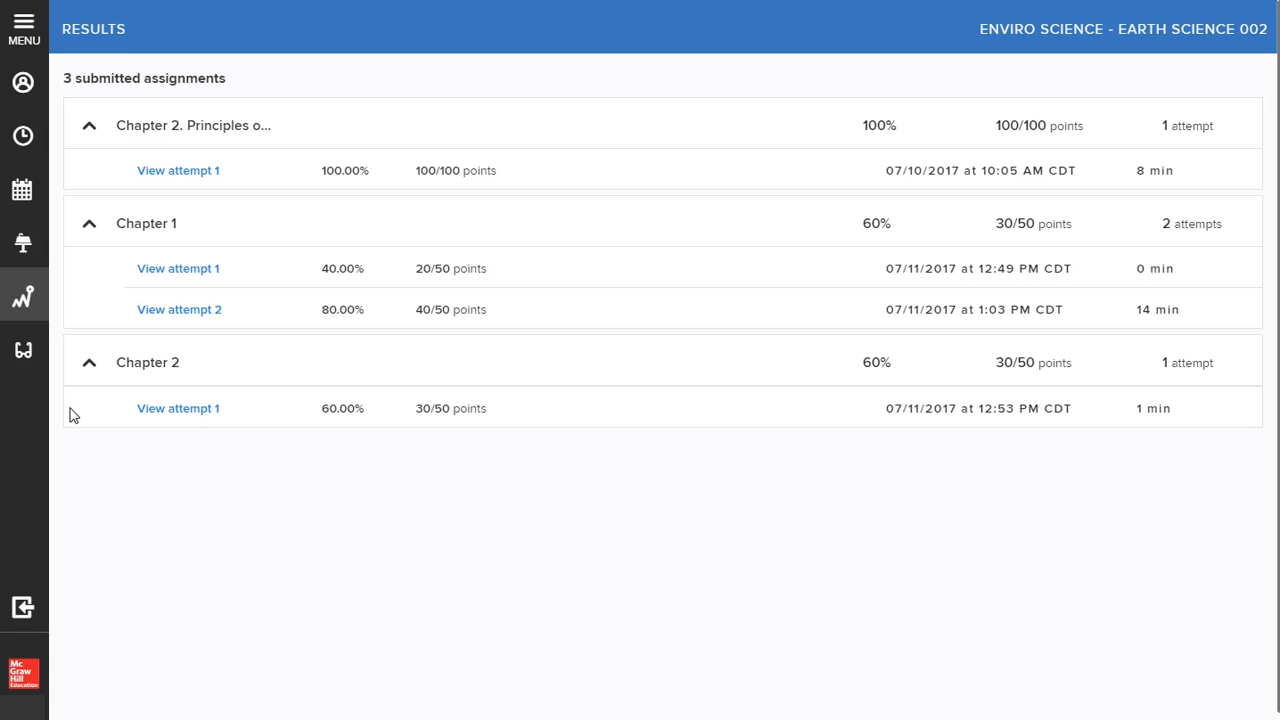 MENU
RESULTS
ENVIRO SCIENCE - EARTH SCIENCE 002
3 submitted assignments
Chapter 2. Principles o... 100% 100/100 points 1 attempt
View attempt 1 100.00% 100/100 points 07/10/2017 at 10:05 AM CDT 8 min
Chapter 1 60% 30/50 points 2 attempts
View attempt 1 40.00% 20/50 points 07/11/2017 at 12:49 PM CDT 0 min
View attempt 2 80.00% 40/50 points 07/11/2017 at 1:03 PM CDT 14 min
Chapter 2 60% 30/50 points 1 attempt
View attempt 1 60.00% 30/50 points 07/11/2017 at 12:53 PM CDT 1 min
Mc
Graw
Hill
Education